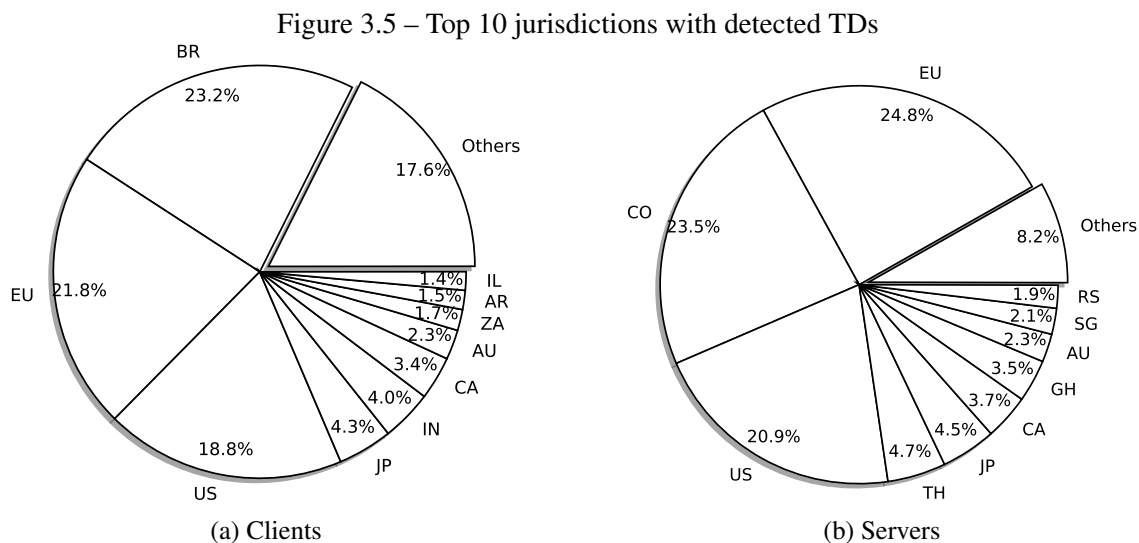 Figure 3.5 – Top 10 jurisdictions with detected TDs
BR
23.2%
Others
17.6%
EU
21.8%
US
18.8%
JP
4.3%
IN
4.0%
CA
3.4%
AU
2.3%
ZA
1.7%
AR
1.5%
IL
1.4%
(a) Clients
EU
24.8%
Others
8.2%
CO
23.5%
US
20.9%
TH
4.7%
JP
4.5%
CA
3.7%
GH
3.5%
AU
2.3%
SG
2.1%
RS
1.9%
(b) Servers